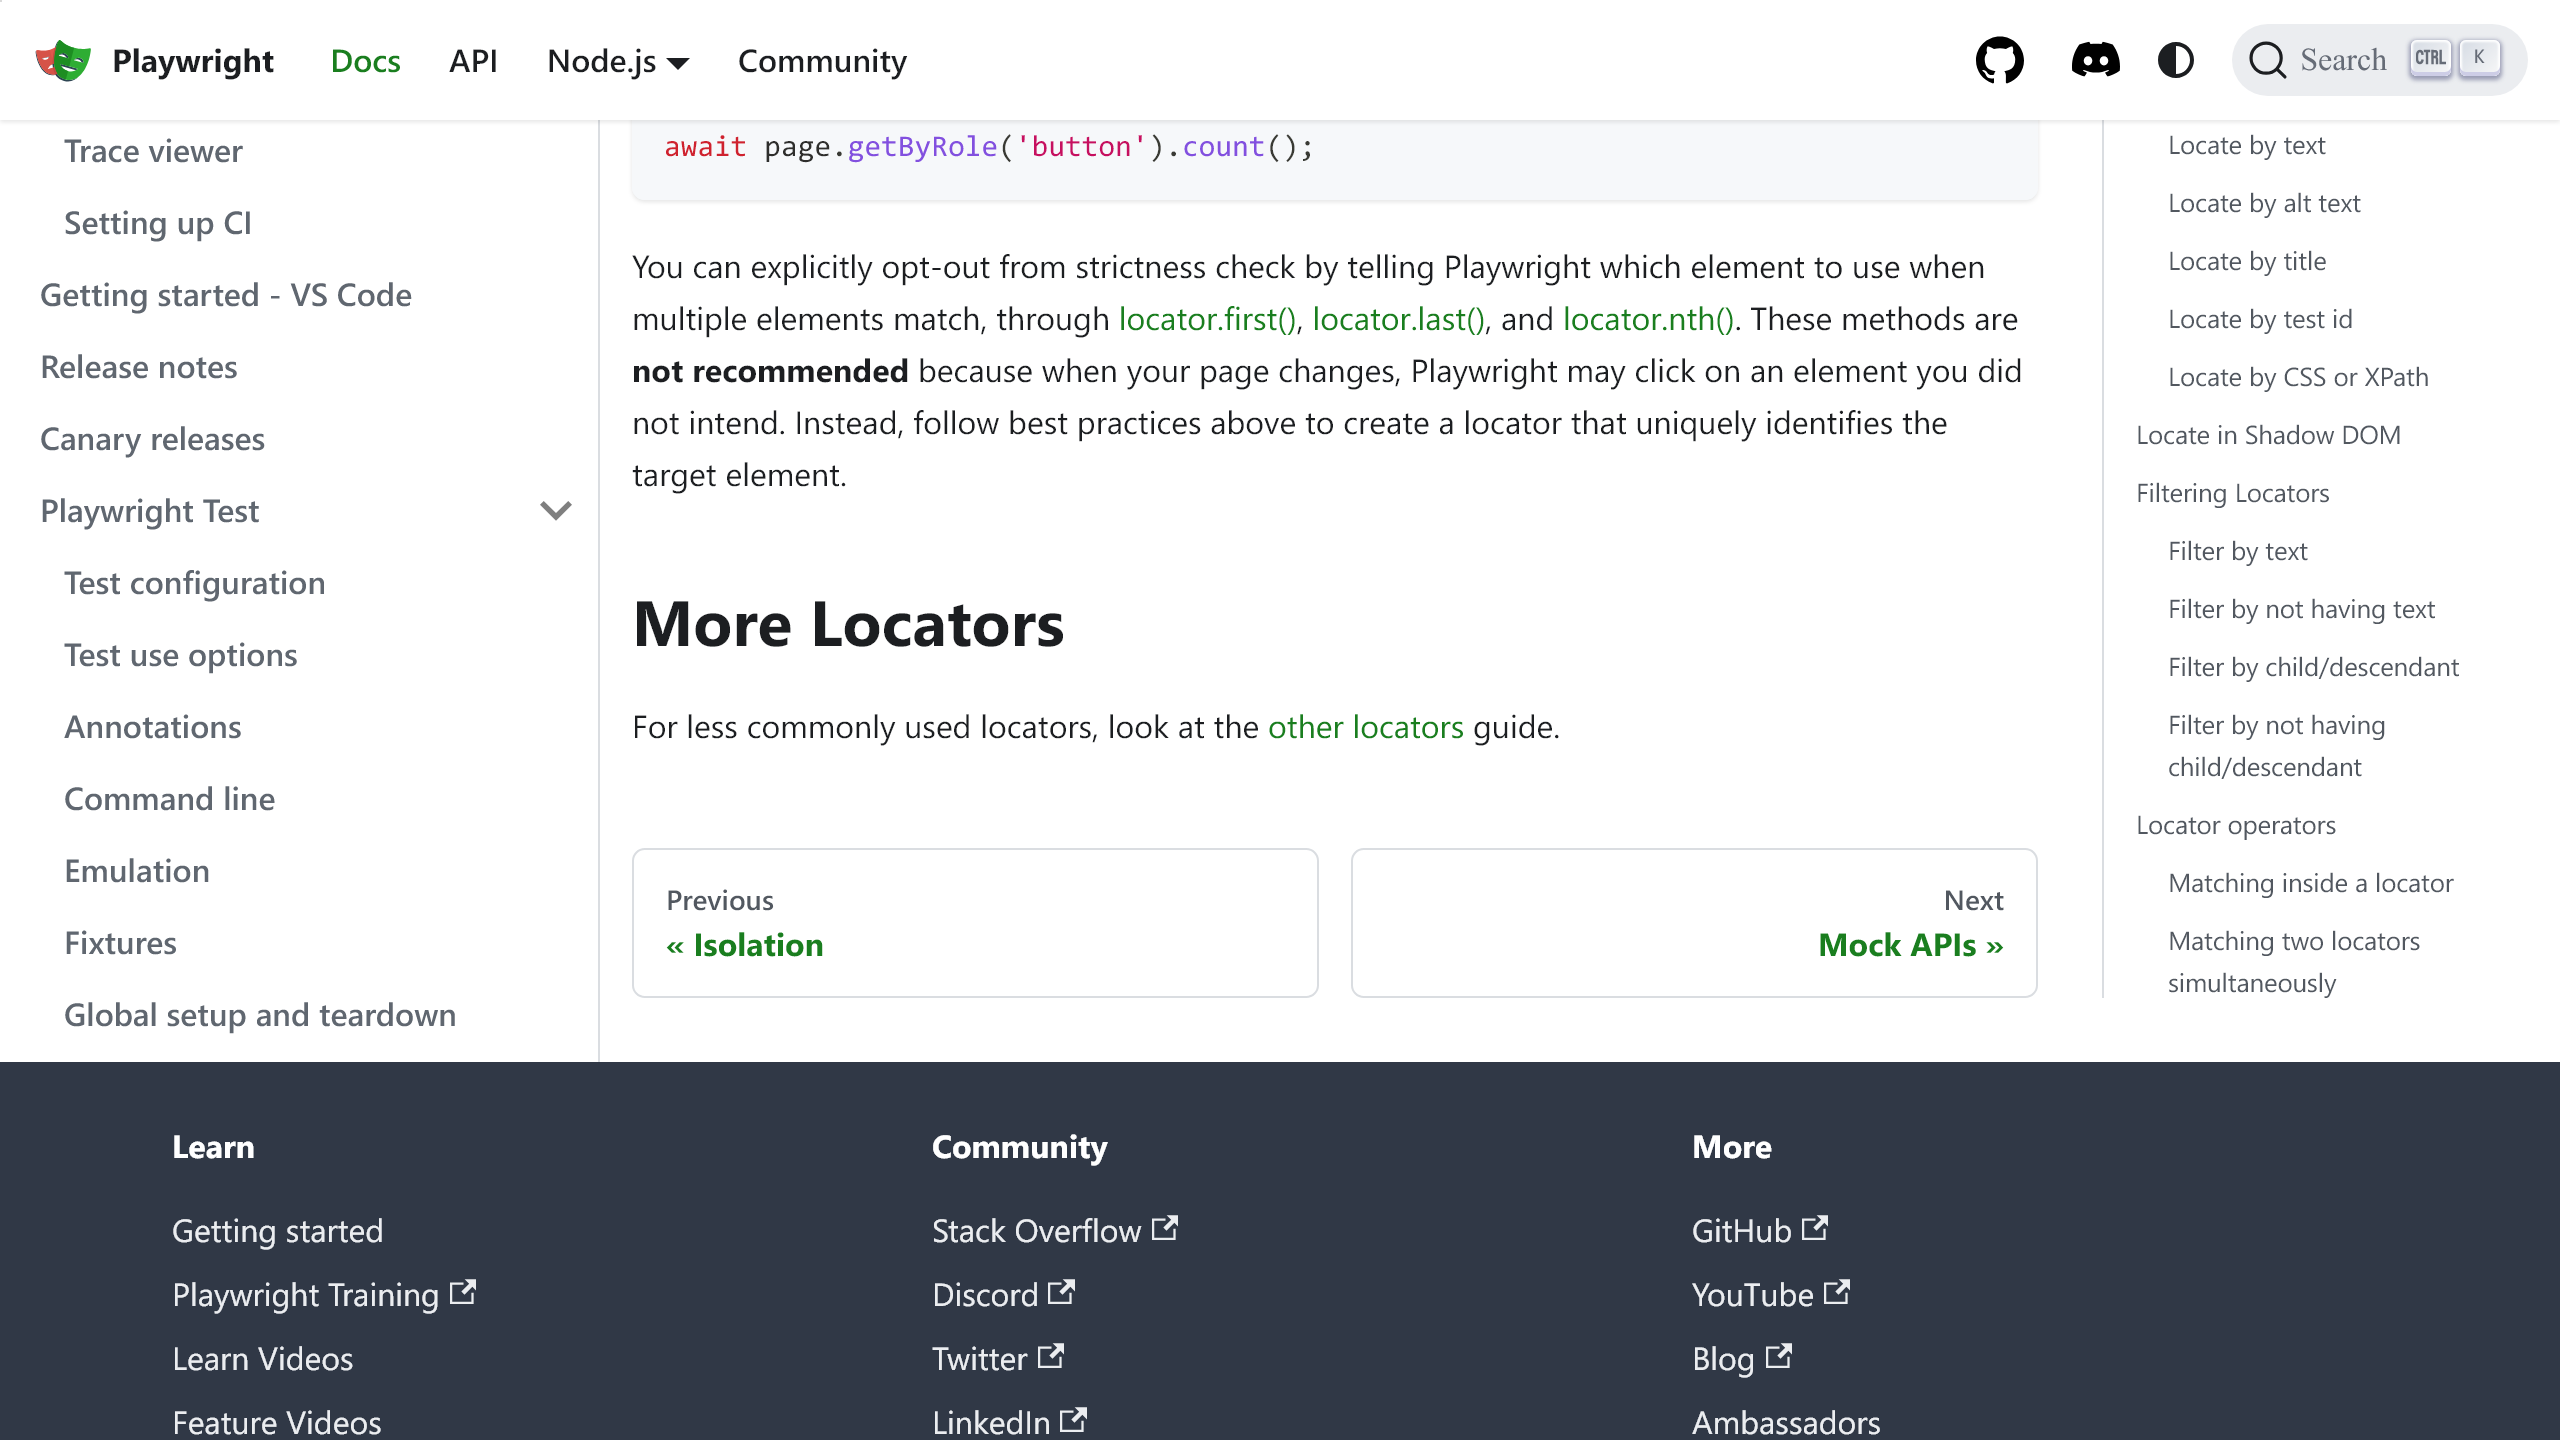 Playwright
Docs
API
Node.js
Community
Search
CTRL
K
Trace viewer
Setting up CI
Getting started - VS Code
Release notes
Canary releases
Playwright Test
Test configuration
Test use options
Annotations
Command line
Emulation
Fixtures
Global setup and teardown
await page.getByRole('button').count();
You can explicitly opt-out from strictness check by telling Playwright which element to use when
multiple elements match, through locator.first(), locator.last(), and locator.nth(). These methods are
not recommended because when your page changes, Playwright may click on an element you did
not intend. Instead, follow best practices above to create a locator that uniquely identifies the
target element.
More Locators
For less commonly used locators, look at the other locators guide.
Previous
« Isolation
Next
Mock APIs »
Locate by text
Locate by alt text
Locate by title
Locate by test id
Locate by CSS or XPath
Locate in Shadow DOM
Filtering Locators
Filter by text
Filter by not having text
Filter by child/descendant
Filter by not having
child/descendant
Locator operators
Matching inside a locator
Matching two locators
simultaneously
Learn
Getting started
Playwright Training
Learn Videos
Feature Videos
Community
Stack Overflow
Discord
Twitter
LinkedIn
More
GitHub
YouTube
Blog
Ambassadors